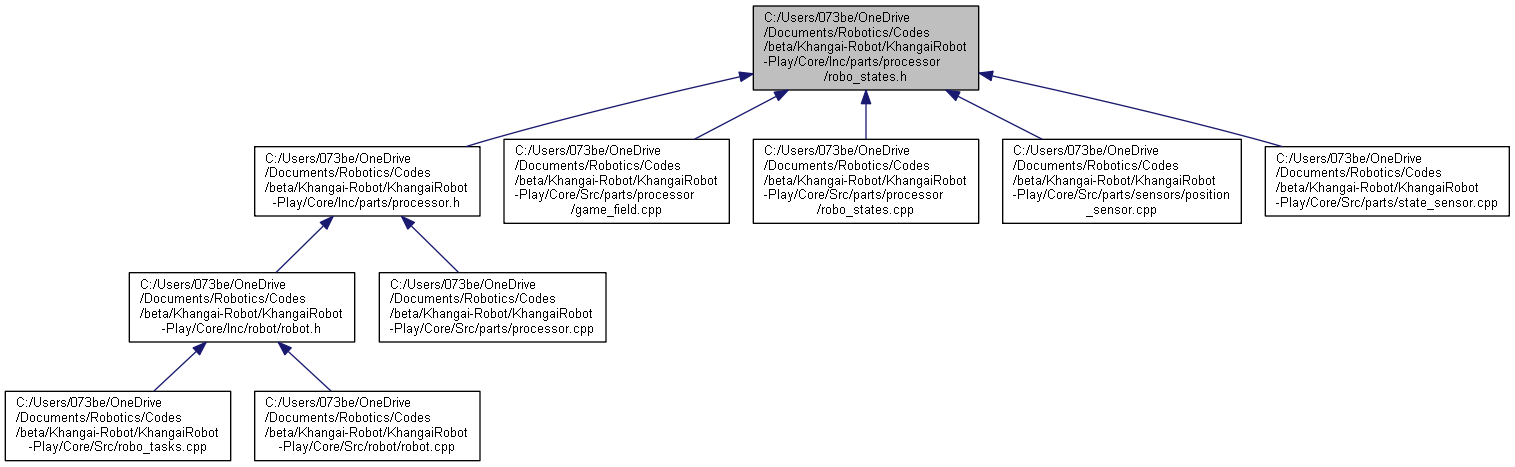 C:/Users/073be/OneDrive
/Documents/Robotics/Codes
/beta/Khangai-Robot/KhangaiRobot
-Play/Core/Inc/parts/processor
/robo_states.h
C:/Users/073be/OneDrive
/Documents/Robotics/Codes
/beta/Khangai-Robot/KhangaiRobot
-Play/Core/Inc/parts/processor.h
C:/Users/073be/OneDrive
/Documents/Robotics/Codes
/beta/Khangai-Robot/KhangaiRobot
-Play/Core/Src/parts/processor
/game_field.cpp
C:/Users/073be/OneDrive
/Documents/Robotics/Codes
/beta/Khangai-Robot/KhangaiRobot
-Play/Core/Src/parts/processor
/robo_states.cpp
C:/Users/073be/OneDrive
/Documents/Robotics/Codes
/beta/Khangai-Robot/KhangaiRobot
-Play/Core/Src/parts/sensors/position
_sensor.cpp
C:/Users/073be/OneDrive
/Documents/Robotics/Codes
/beta/Khangai-Robot/KhangaiRobot
-Play/Core/Src/parts/state_sensor.cpp
C:/Users/073be/OneDrive
/Documents/Robotics/Codes
/beta/Khangai-Robot/KhangaiRobot
-Play/Core/Inc/robot/robot.h
C:/Users/073be/OneDrive
/Documents/Robotics/Codes
/beta/Khangai-Robot/KhangaiRobot
-Play/Core/Src/parts/processor.cpp
C:/Users/073be/OneDrive
/Documents/Robotics/Codes
/beta/Khangai-Robot/KhangaiRobot
-Play/Core/Src/robo_tasks.cpp
C:/Users/073be/OneDrive
/Documents/Robotics/Codes
/beta/Khangai-Robot/KhangaiRobot
-Play/Core/Src/robot/robot.cpp